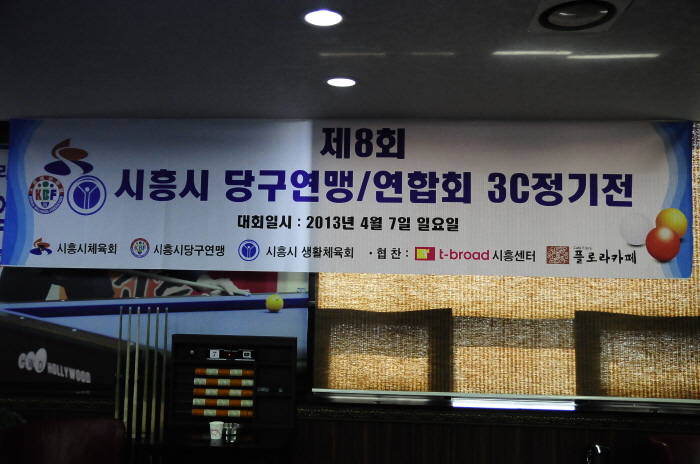 제8회
시흥시 당구연맹/연합회 3C정기전
대회일시 : 2013년 4월 7일 일요일
KBF
시흥시체육회 KBF 시흥시당구연맹 시흥시 생활체육회 · 협찬 : t-broad 시흥센터 플로라카페
HOLLYWOOD
7